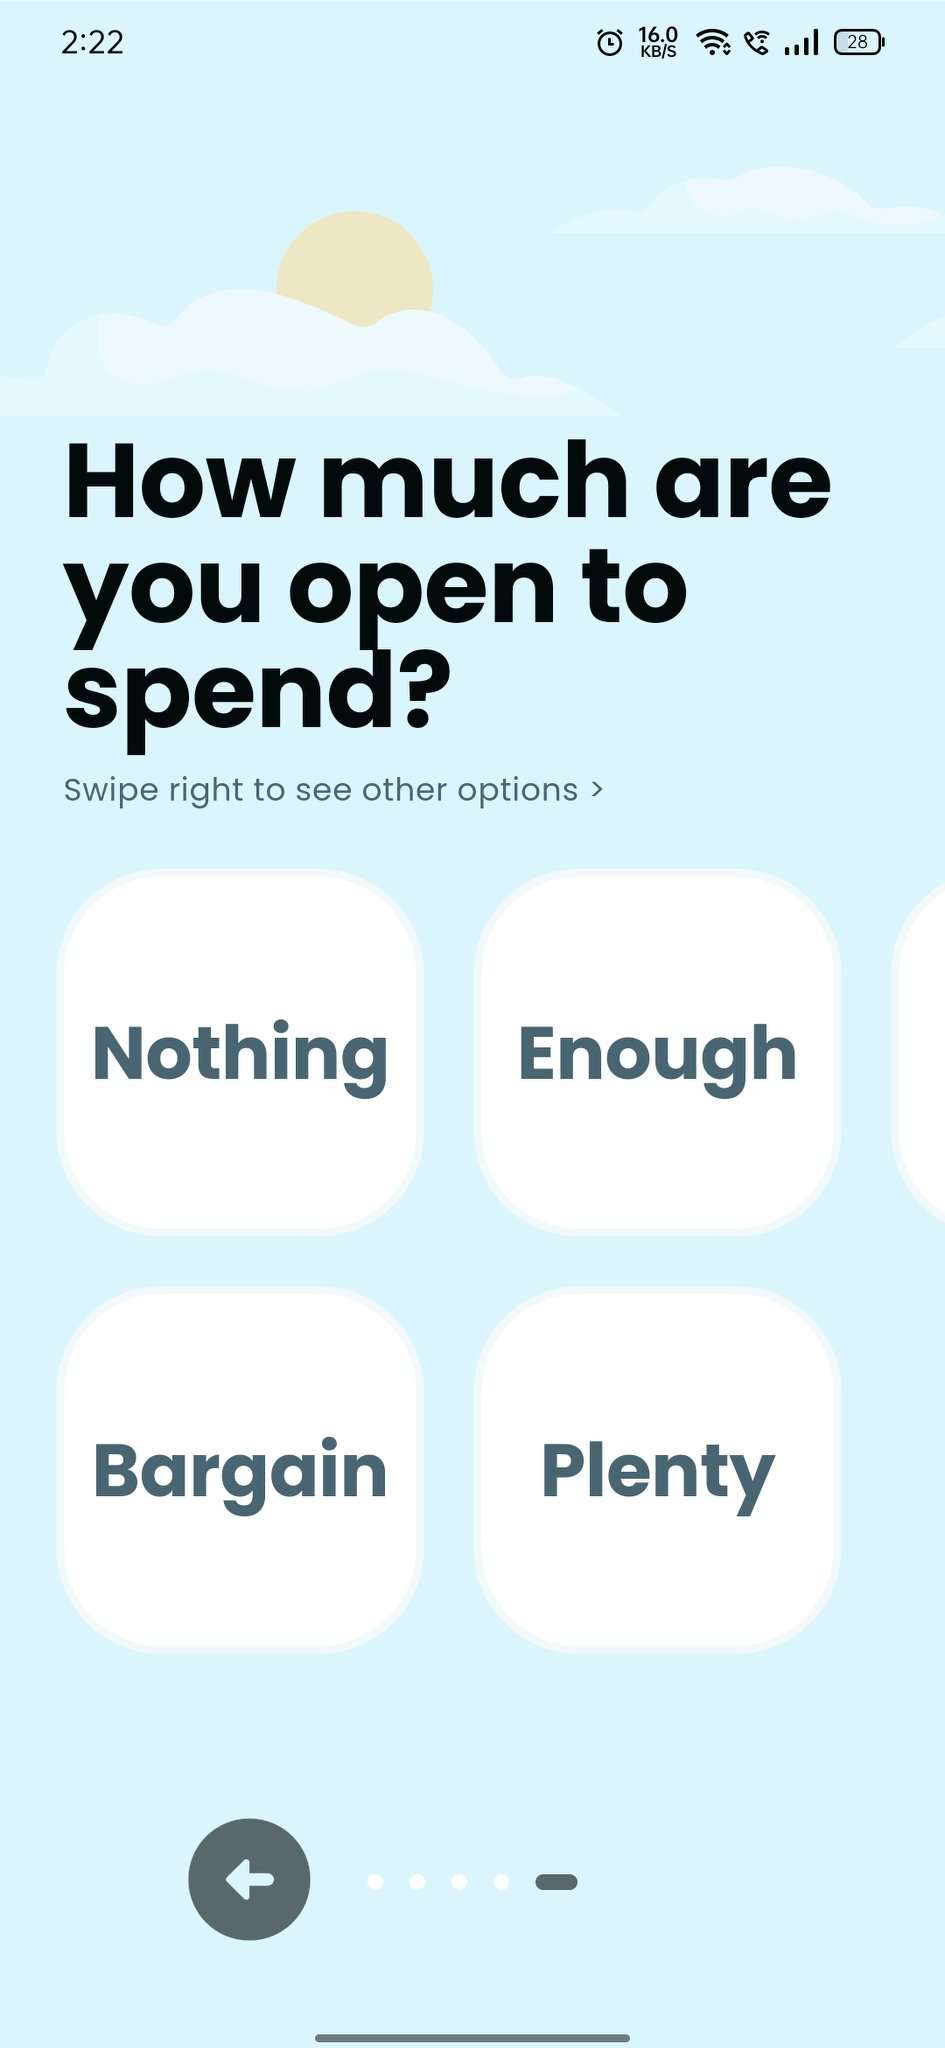 2:22
16.0
KB/S
28
How much are
you open to
spend?
Swipe right to see other options >
Nothing
Enough
Bargain
Plenty